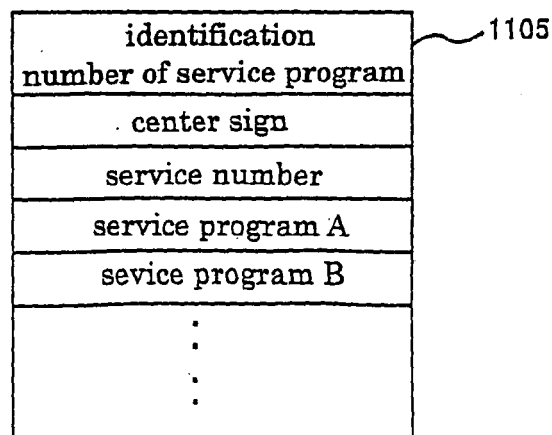 identification
number of service program
1105
center sign
service number
service program A
sevice program B